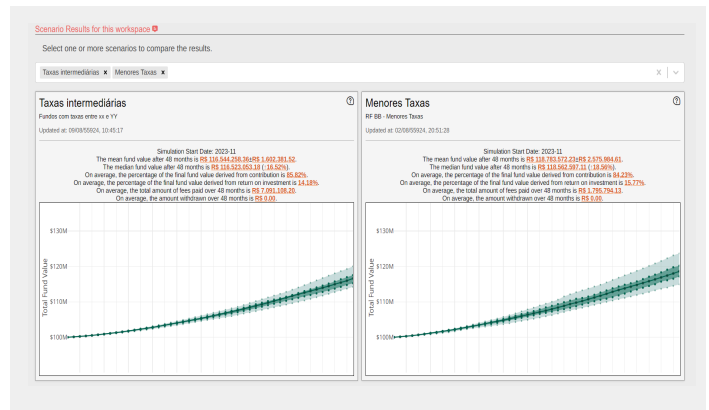 Scenario Results for this workspace
Select one or more scenarios to compare the results.
Taxas intermediárias x Menores Taxas x
Taxas intermediárias
Fundos com taxas entre xx e YY
Updated at: 09/08/55924, 10:45:17
Simulation Start Date: 2023-11
The mean fund value after 48 months is R$ 116.544.258,36±R$ 1.602.381,52.
The median fund value after 48 months is R$ 116.523.053,18 (↑16.52%).
On average, the percentage of the final fund value derived from contribution is 85.82%.
On average, the percentage of the final fund value derived from return on investment is 14.18%.
On average, the total amount of fees paid over 48 months is R$ 7.891.108,20.
On average, the amount withdrawn over 48 months is R$ 0,00.
$130M
$120M
$110M
$100M
Total Fund Value
Menores Taxas
RF BB - Menores Taxas
Updated at: 02/08/55924, 20:51:28
Simulation Start Date: 2023-11
The mean fund value after 48 months is R$ 118.783.572,23±R$ 2.575.984,61.
The median fund value after 48 months is R$ 118.562.597,11 (↑18.56%).
On average, the percentage of the final fund value derived from contribution is 84.23%.
On average, the percentage of the final fund value derived from return on investment is 15.77%.
On average, the total amount of fees paid over 48 months is R$ 1.795.794,13.
On average, the amount withdrawn over 48 months is R$ 0,00.
$130M
$120M
$110M
$100M
Total Fund Value